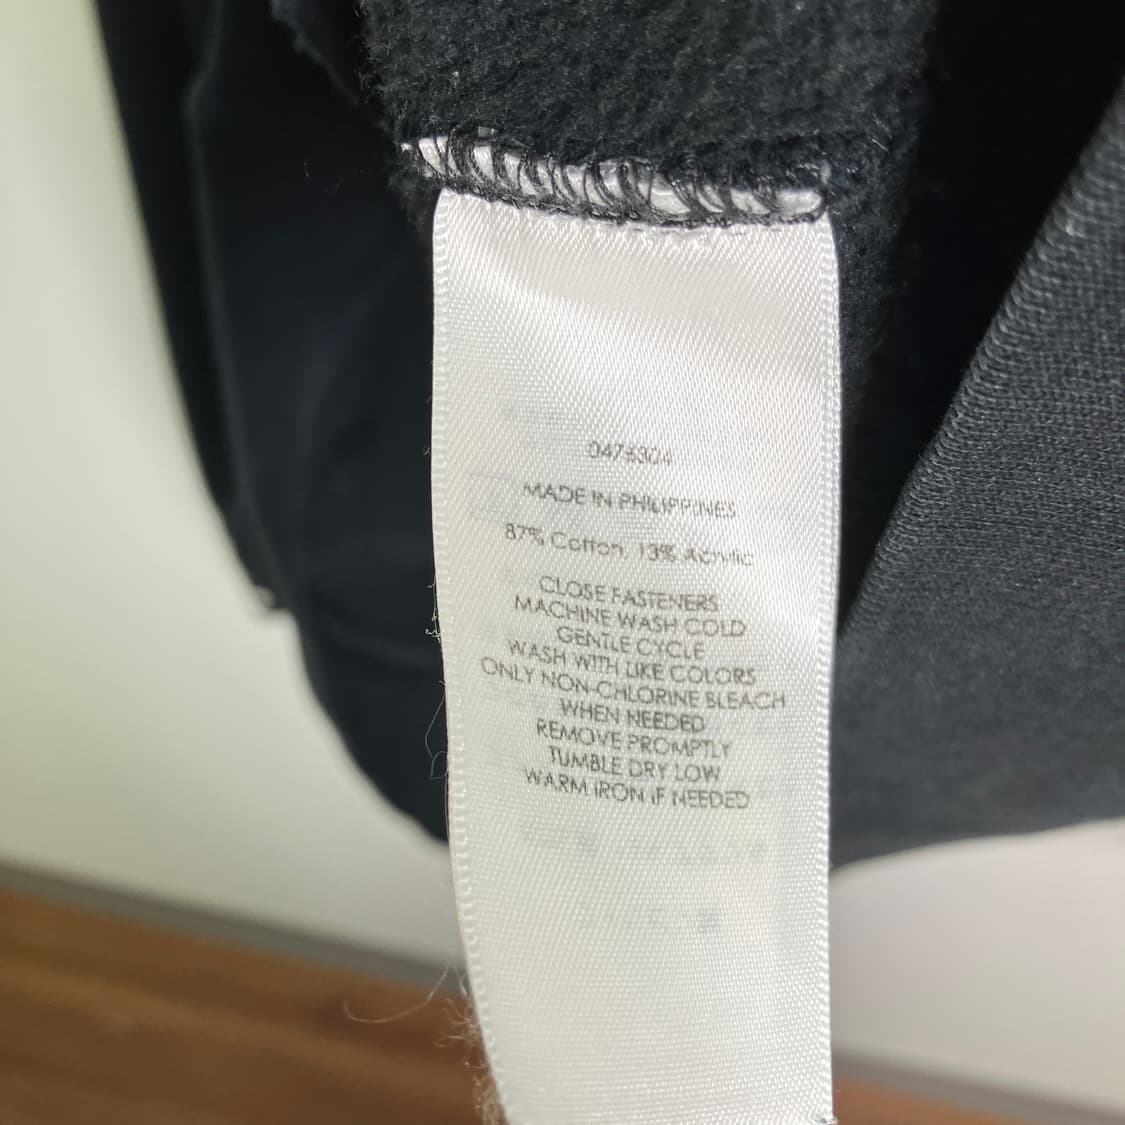 0476304
MADE IN PHILIPPINES
87% Cotton, 13% Acrylic
CLOSE FASTENERS
MACHINE WASH COLD
GENTLE CYCLE
WASH WITH LIKE COLORS
ONLY NON-CHLORINE BLEACH
WHEN NEEDED
REMOVE PROMPTLY
TUMBLE DRY LOW
WARM IRON IF NEEDED